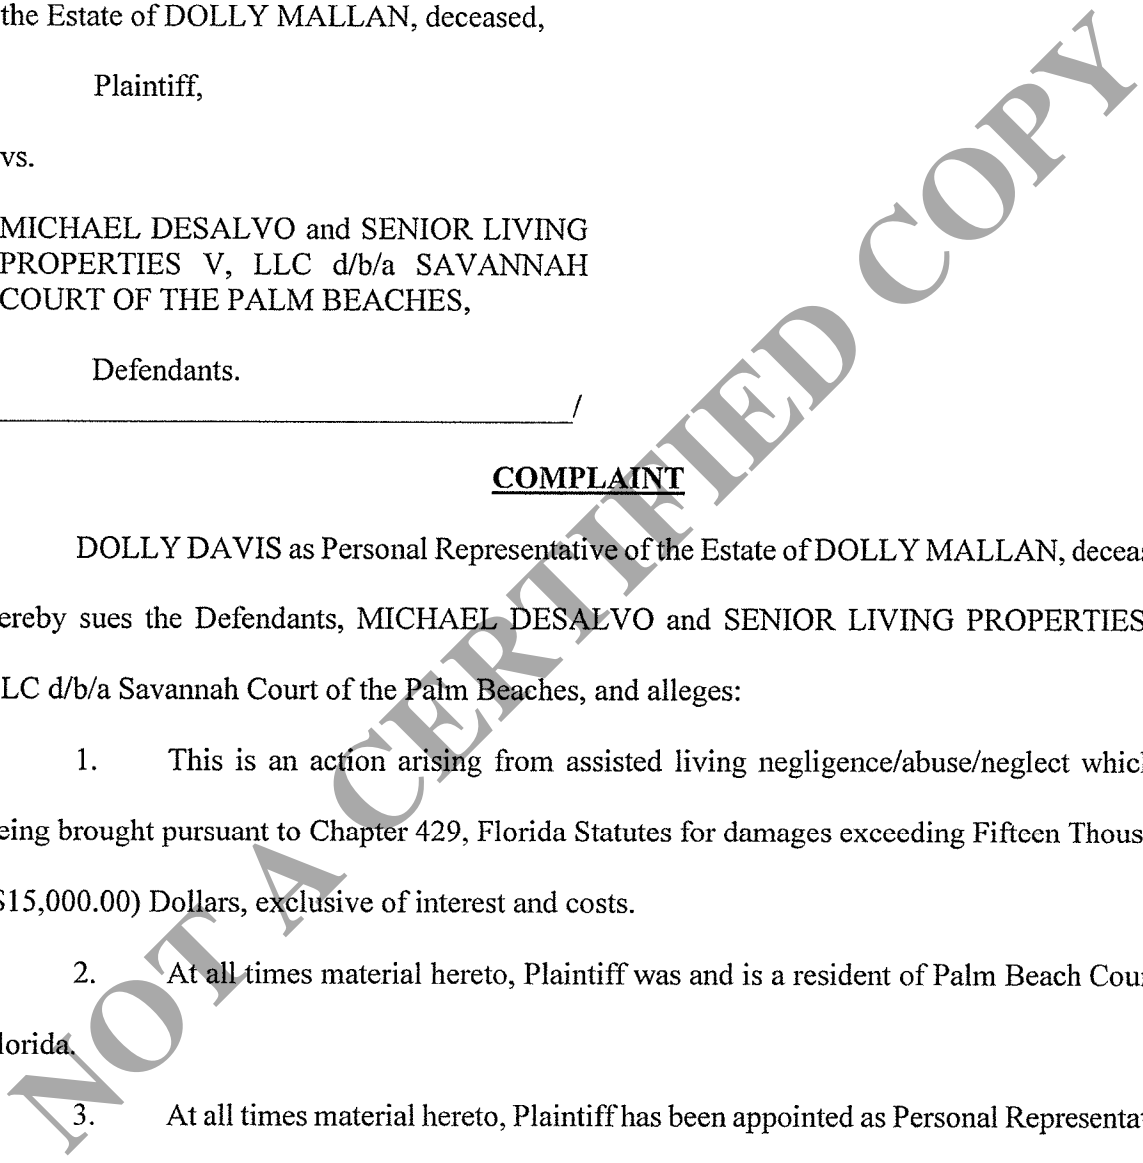 the Estate of DOLLY MALLAN, deceased,
Plaintiff,
vs.
MICHAEL DESALVO and SENIOR LIVING
PROPERTIES V, LLC d/b/a SAVANNAH
COURT OF THE PALM BEACHES,
Defendants.
/
COMPLAINT
DOLLY DAVIS as Personal Representative of the Estate of DOLLY MALLAN, deceas
ereby sues the Defendants, MICHAEL DESALVO and SENIOR LIVING PROPERTIES
LC d/b/a Savannah Court of the Palm Beaches, and alleges:
1. This is an action arising from assisted living negligence/abuse/neglect whic
eing brought pursuant to Chapter 429, Florida Statutes for damages exceeding Fifteen Thous
$15,000.00) Dollars, exclusive of interest and costs.
2. At all times material hereto, Plaintiff was and is a resident of Palm Beach Cou
lorida.
3. At all times material hereto, Plaintiff has been appointed as Personal Representa
NOT A CERTIFIED COPY